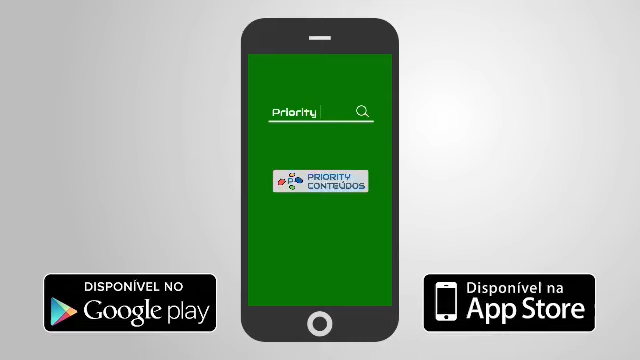 Priority
PRIORITY
CONTEÚDOS
DISPONÍVEL NO
Google play
Disponível na
App Store